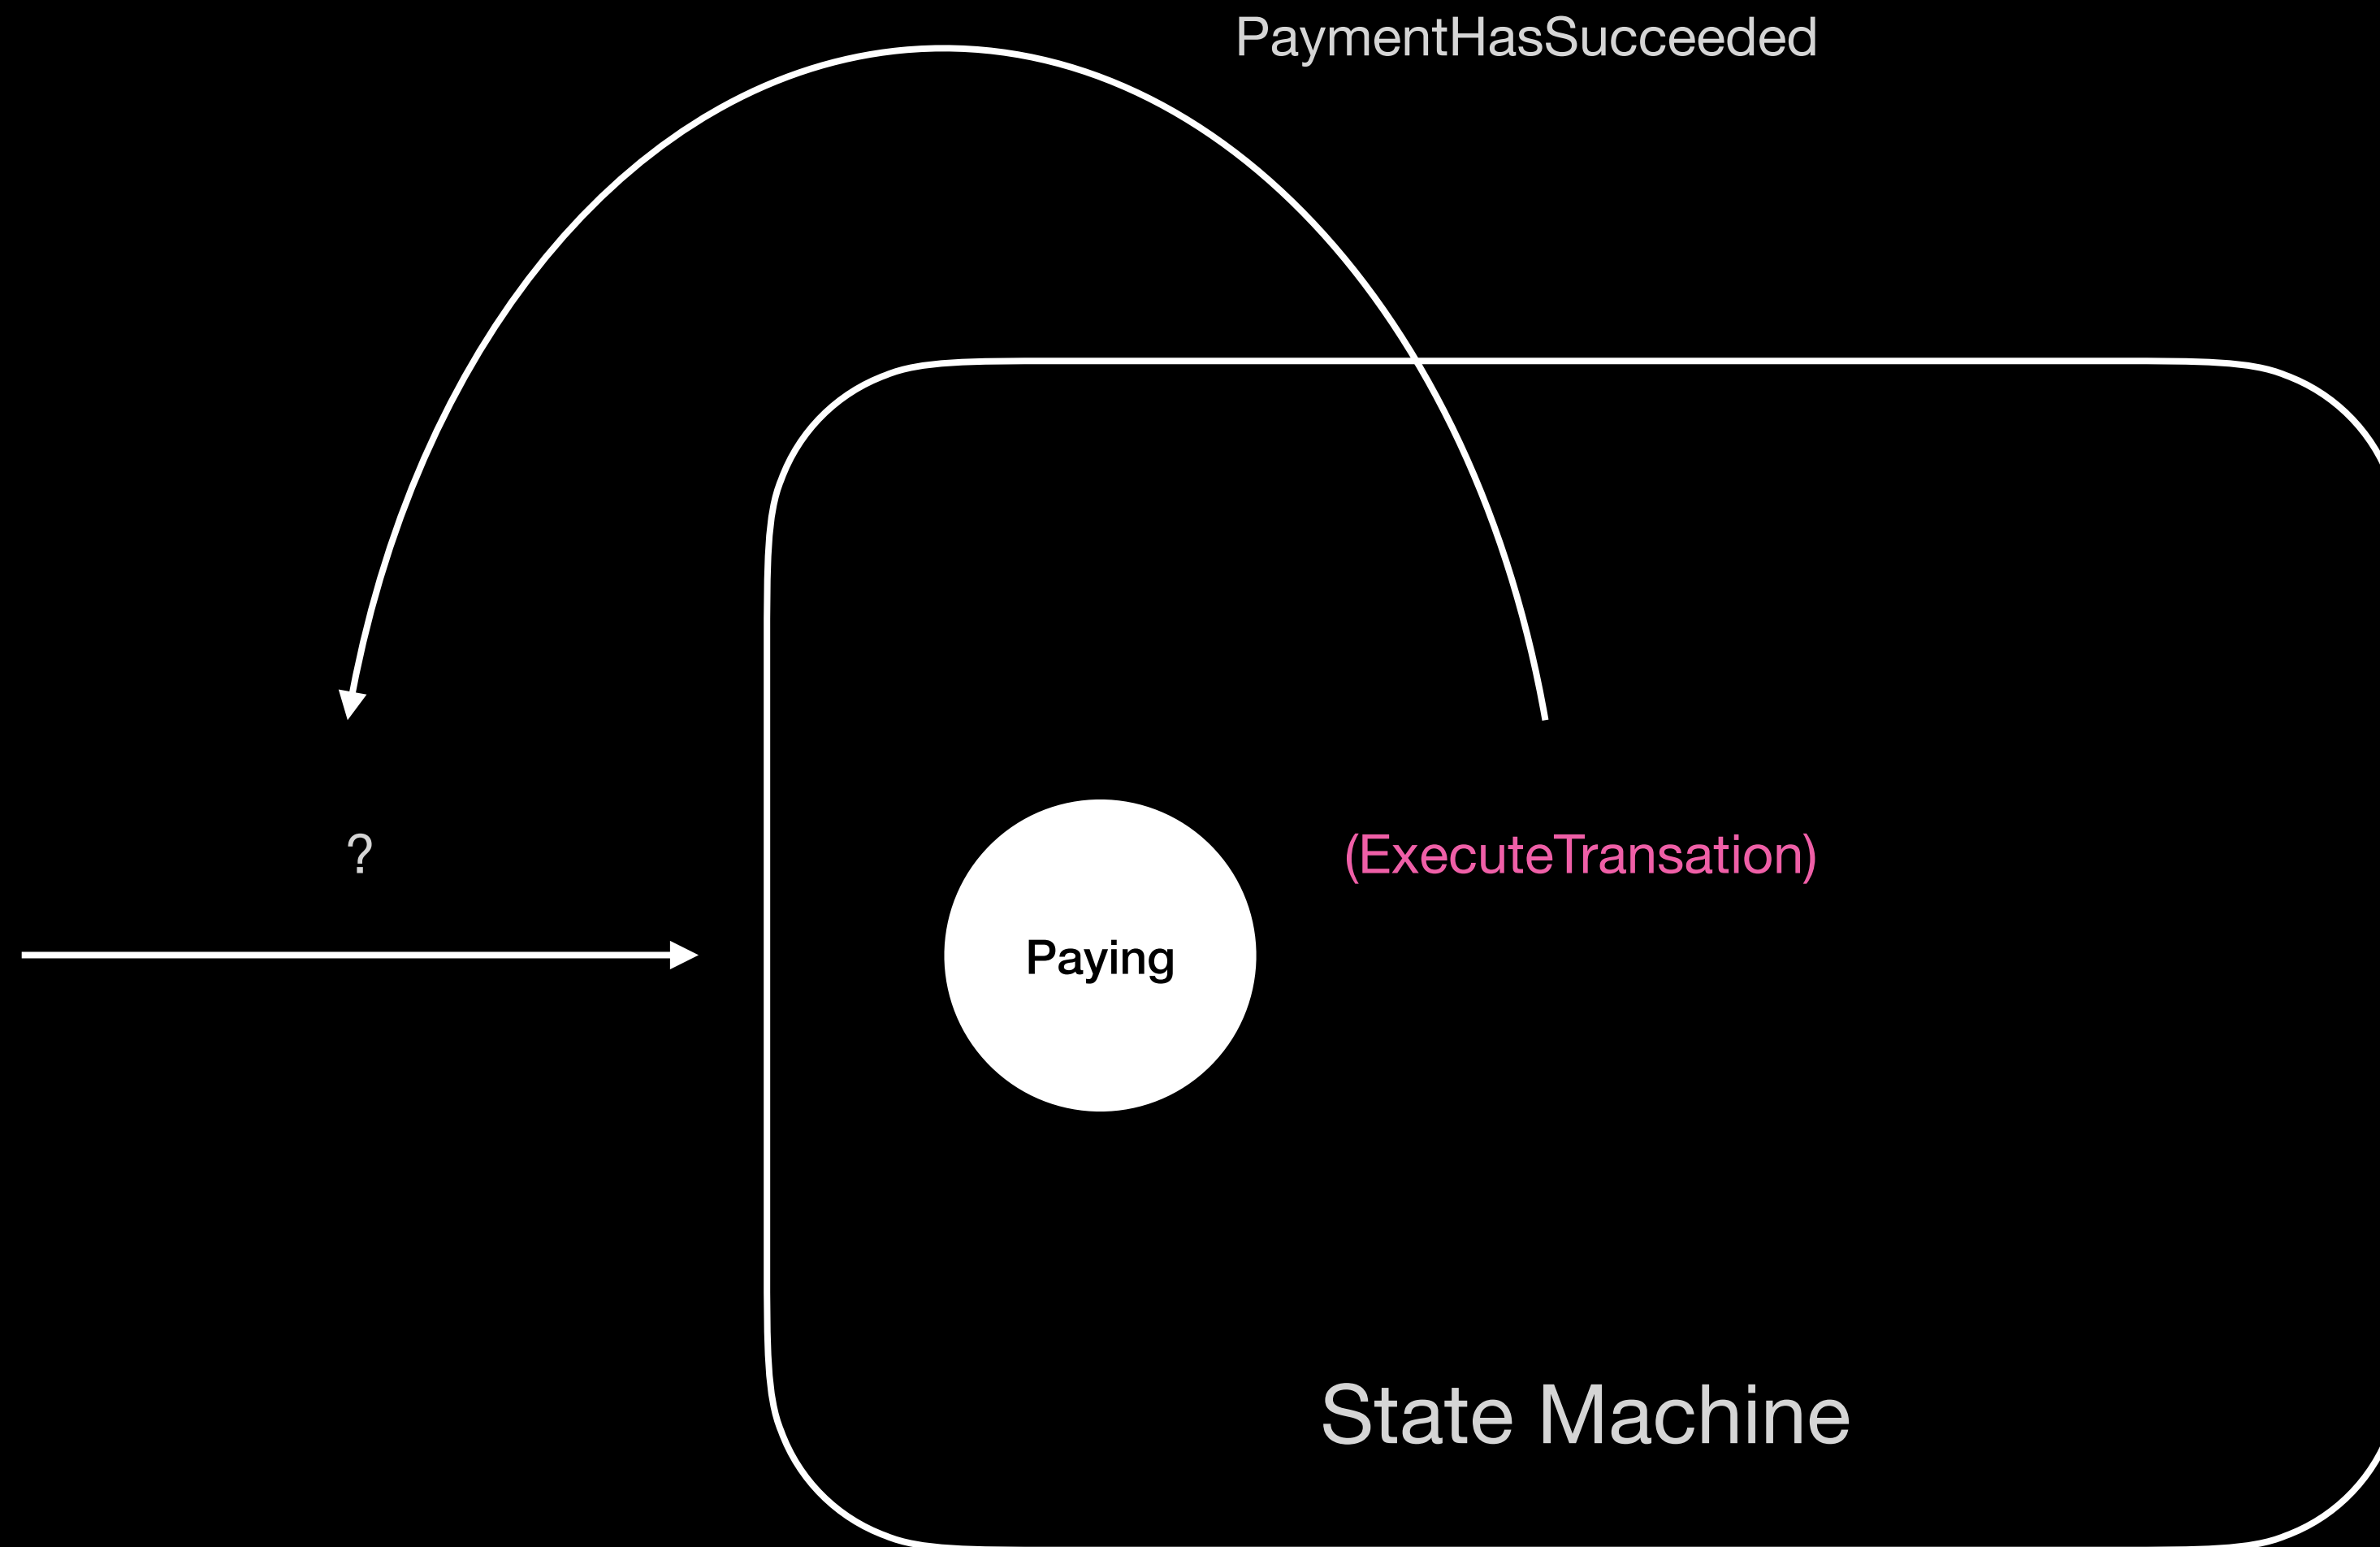 PaymentHasSucceeded
?
(ExecuteTransation)
Paying
State Machine